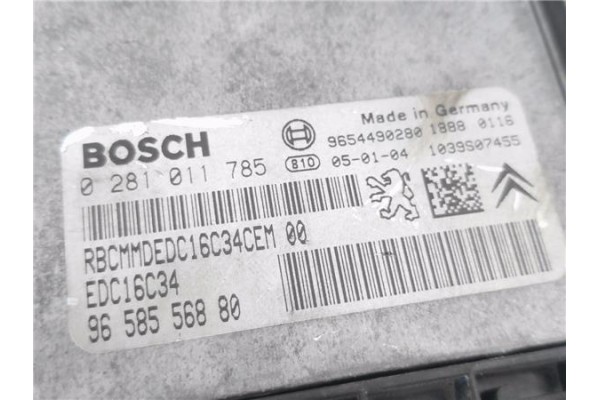 Made in Germany
BOSCH
9654490280 1888 0116
0 281 011 785
810 05-01-04 1039S07455
RBCMMDEDC16C34CEM 00
EDC16C34
96 585 568 80